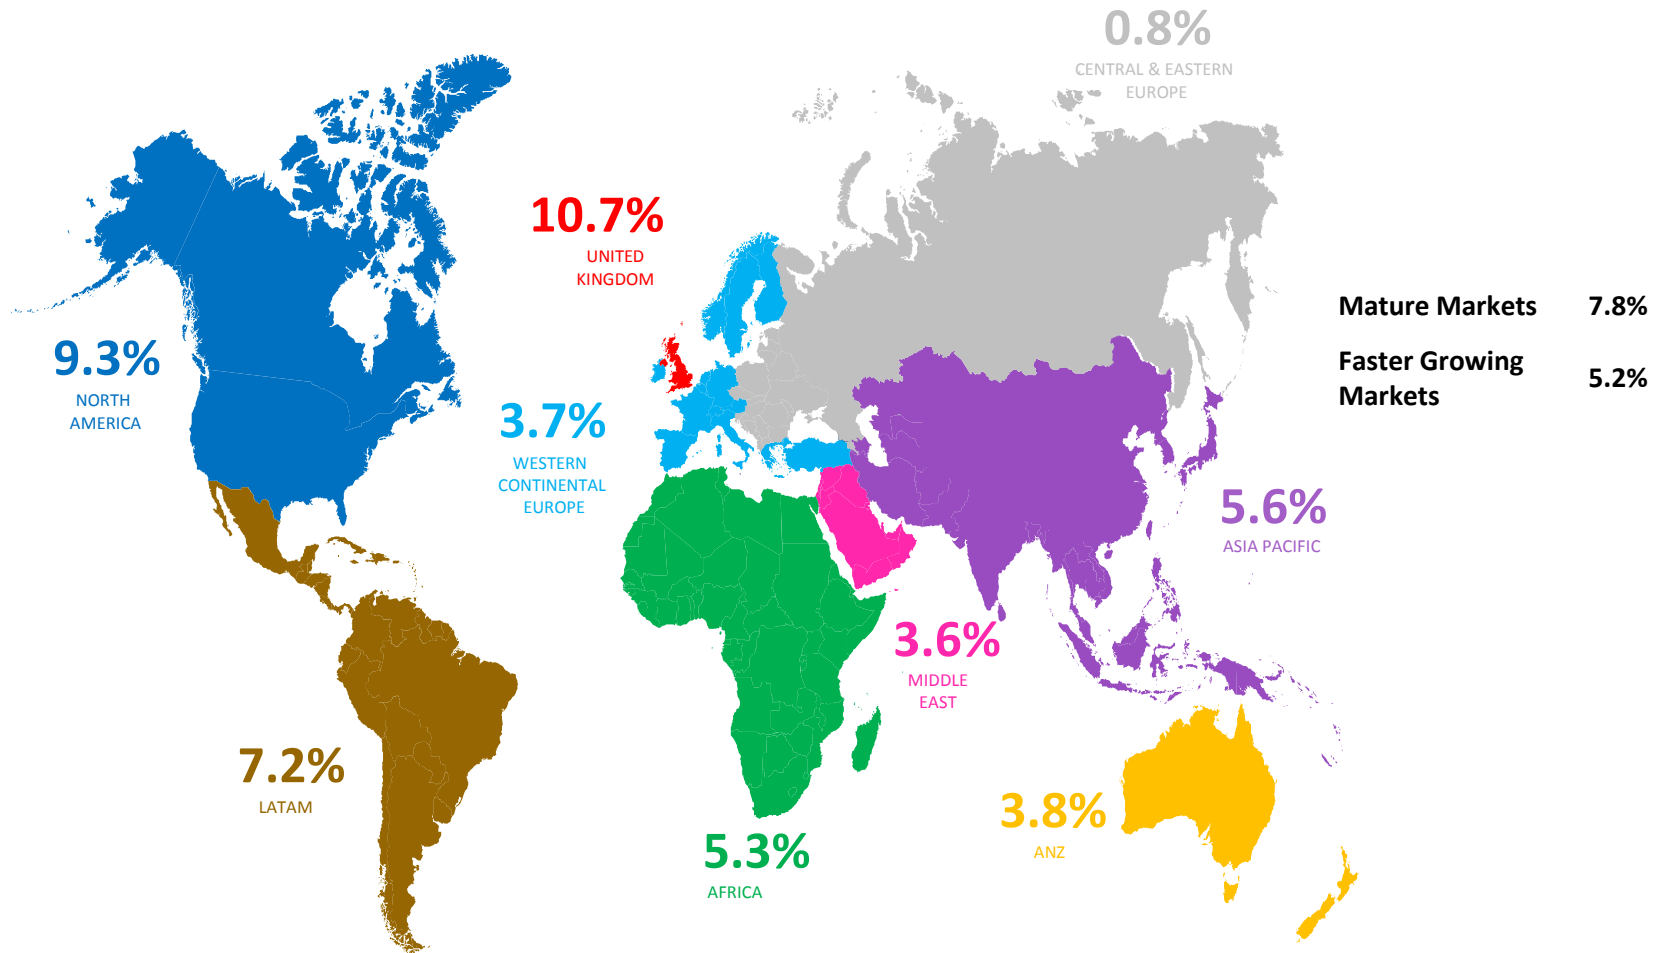 0.8%
CENTRAL & EASTERN
EUROPE
10.7%
UNITED
KINGDOM
Mature Markets 7.8%
9.3%
NORTH
AMERICA
Faster Growing
Markets
5.2%
3.7%
WESTERN
CONTINENTAL
EUROPE
5.6%
ASIA PACIFIC
3.6%
MIDDLE
EAST
7.2%
LATAM
3.8%
ANZ
5.3%
AFRICA